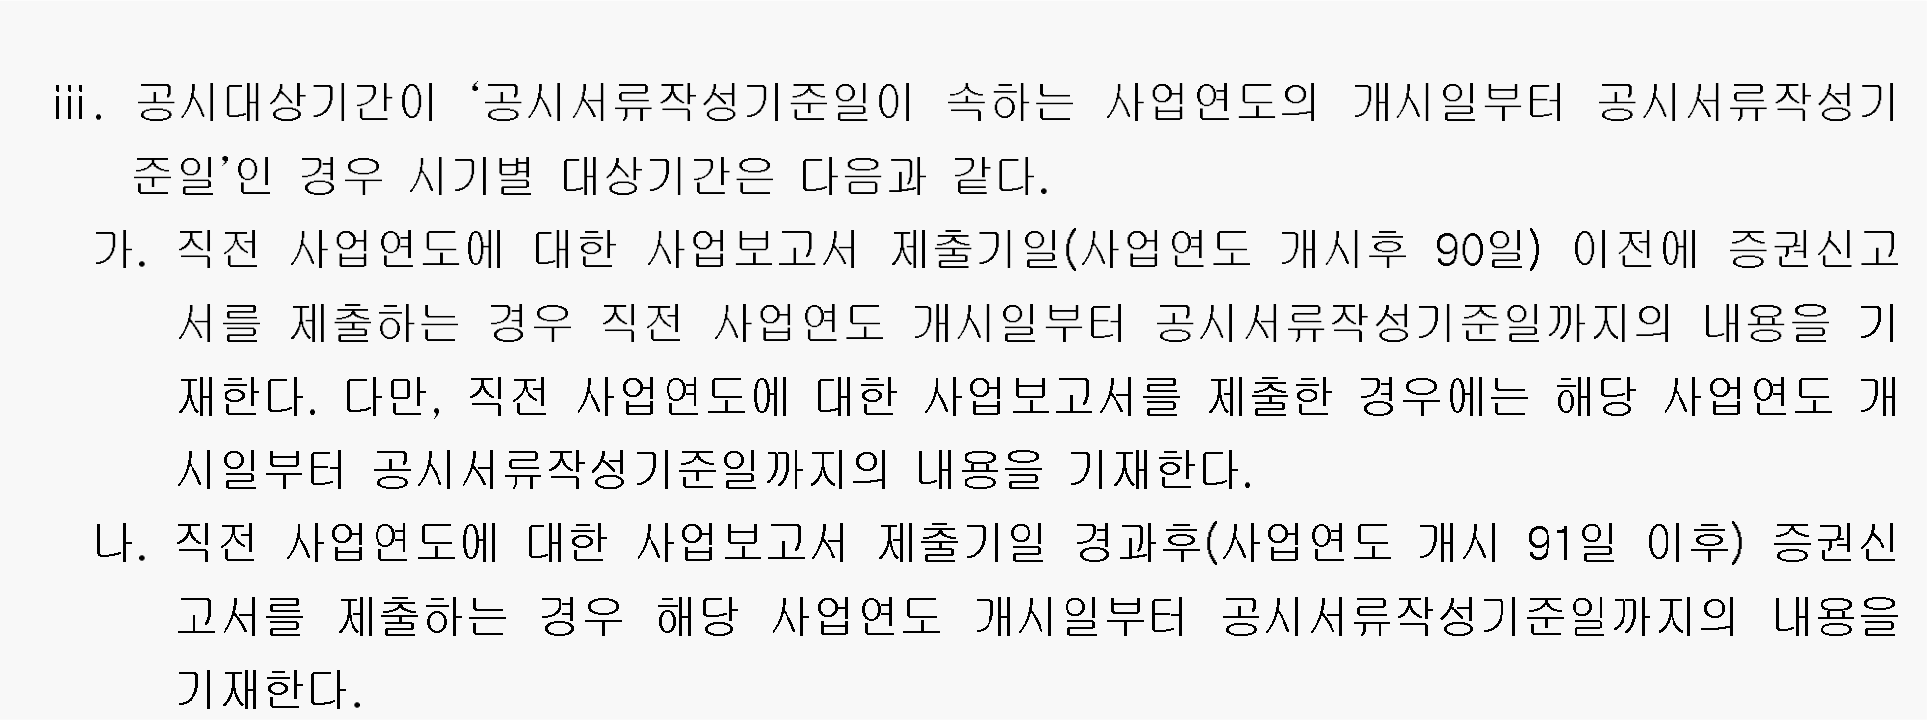 iii. 공시대상기간이 ‘공시서류작성기준일이 속하는 사업연도의 개시일부터 공시서류작성기
준일’인 경우 시기별 대상기간은 다음과 같다.
가. 직전 사업연도에 대한 사업보고서 제출기일(사업연도 개시후 90일) 이전에 증권신고
서를 제출하는 경우 직전 사업연도 개시일부터 공시서류작성기준일까지의 내용을 기
재한다. 다만, 직전 사업연도에 대한 사업보고서를 제출한 경우에는 해당 사업연도 개
시일부터 공시서류작성기준일까지의 내용을 기재한다.
나. 직전 사업연도에 대한 사업보고서 제출기일 경과후(사업연도 개시 91일 이후) 증권신
고서를 제출하는 경우 해당 사업연도 개시일부터 공시서류작성기준일까지의 내용을
기재한다.